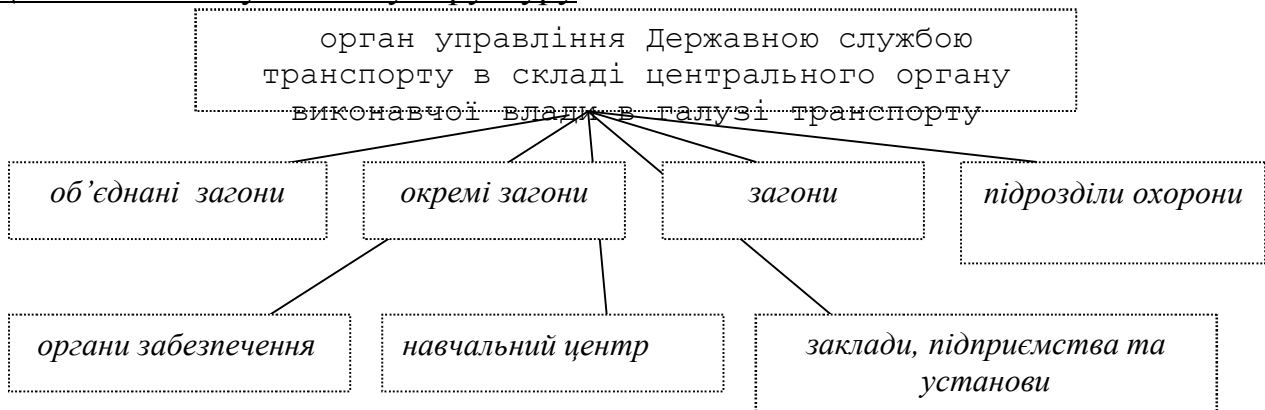 орган управління Державною службою
транспорту в складі центрального органу
виконавчої влади в галузі транспорту
об’єднані загони
окремі загони
загони
підрозділи охорони
органи забезпечення
навчальний центр
заклади, підприємства та
установи